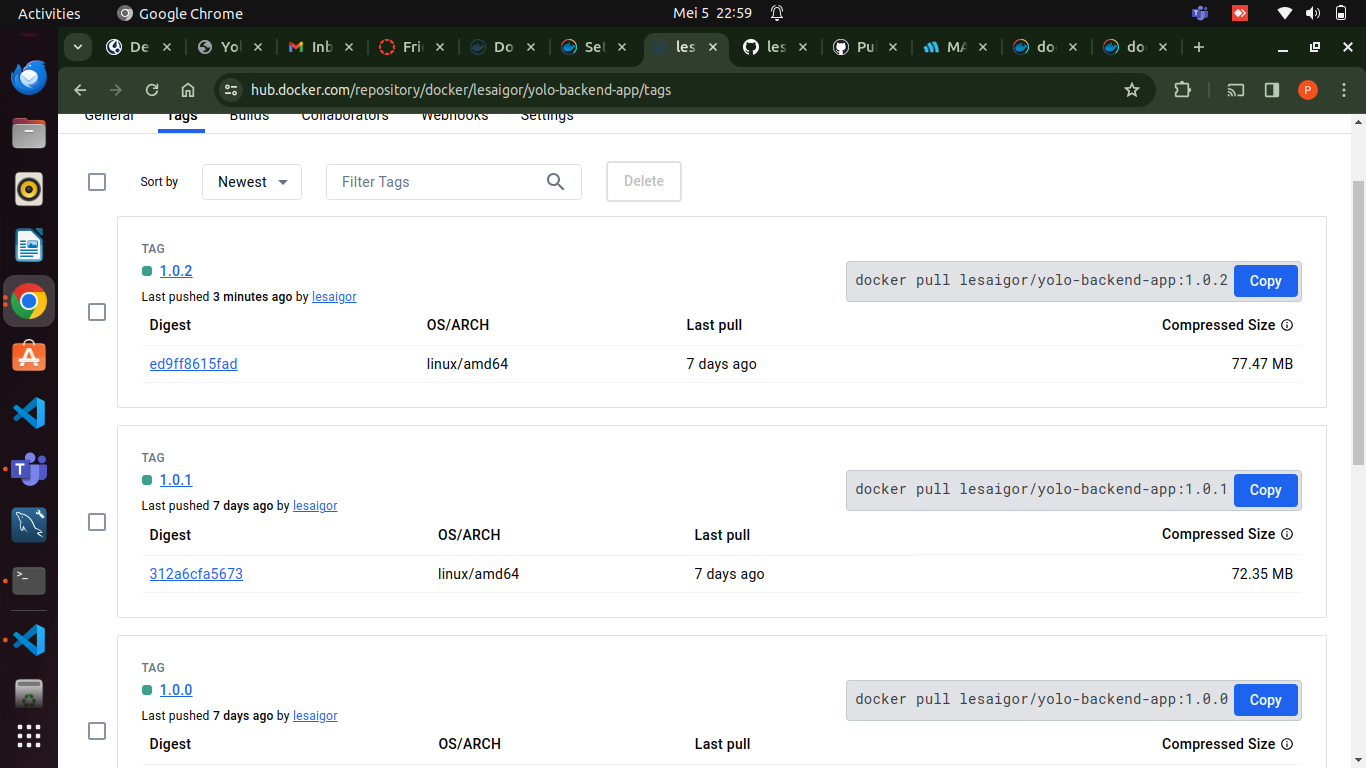 Activities Google Chrome Mei 5 22:59
De Yol Inb Fri Do Set les les Pul MA do do
hub.docker.com/repository/docker/lesaigor/yolo-backend-app/tags P
General Tags Builds Collaborators Webhooks Settings
Sort by Newest Filter Tags Delete
TAG
1.0.2
docker pull lesaigor/yolo-backend-app:1.0.2 Copy
Last pushed 3 minutes ago by lesaigor
Digest OS/ARCH Last pull Compressed Size
ed9ff8615fad linux/amd64 7 days ago 77.47 MB
TAG
1.0.1
docker pull lesaigor/yolo-backend-app:1.0.1 Copy
Last pushed 7 days ago by lesaigor
Digest OS/ARCH Last pull Compressed Size
312a6cfa5673 linux/amd64 7 days ago 72.35 MB
TAG
1.0.0
docker pull lesaigor/yolo-backend-app:1.0.0 Copy
Last pushed 7 days ago by lesaigor
Digest OS/ARCH Last pull Compressed Size